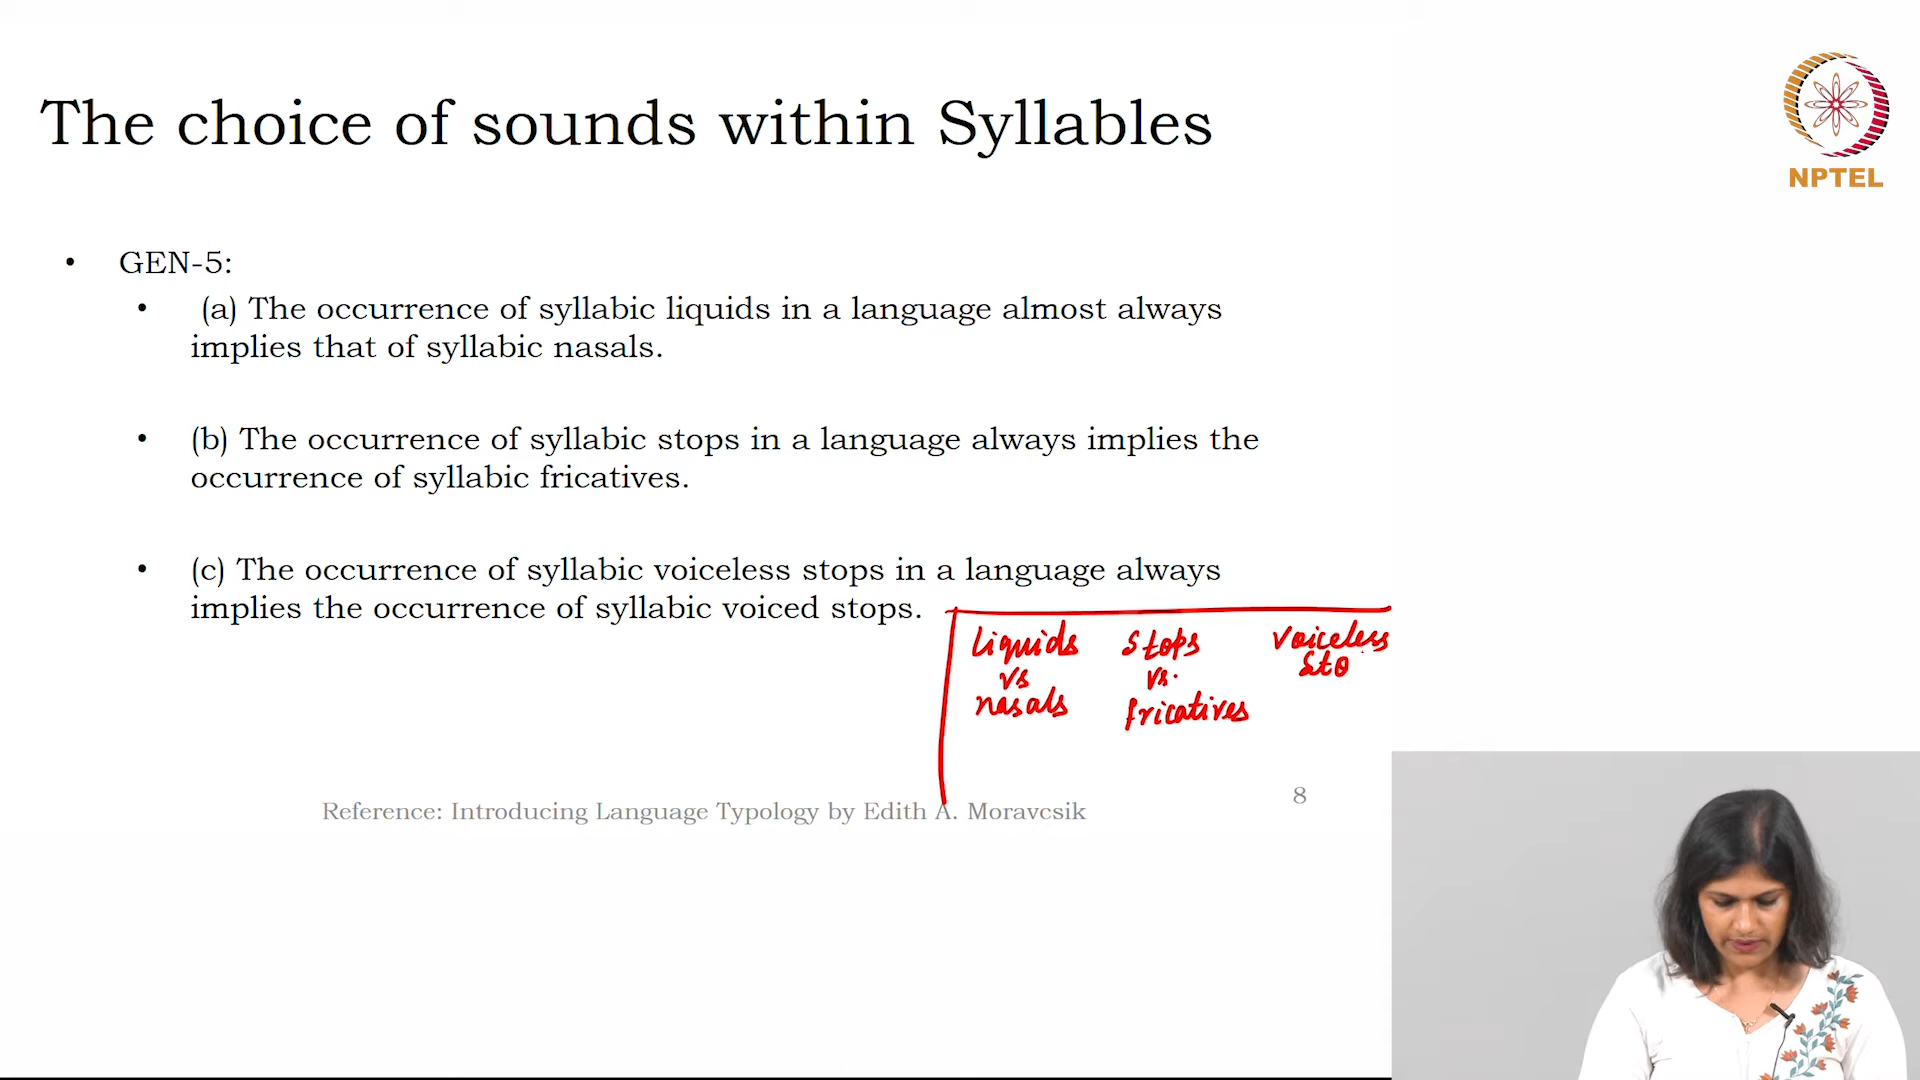 The choice of sounds within Syllables
NPTEL
• GEN-5:
• (a) The occurrence of syllabic liquids in a language almost always
implies that of syllabic nasals.
• (b) The occurrence of syllabic stops in a language always implies the
occurrence of syllabic fricatives.
• (c) The occurrence of syllabic voiceless stops in a language always
implies the occurrence of syllabic voiced stops.
liquids
vs
nasals
stops
vs.
fricatives
voiceless
sto
Reference: Introducing Language Typology by Edith A. Moravcsik
8